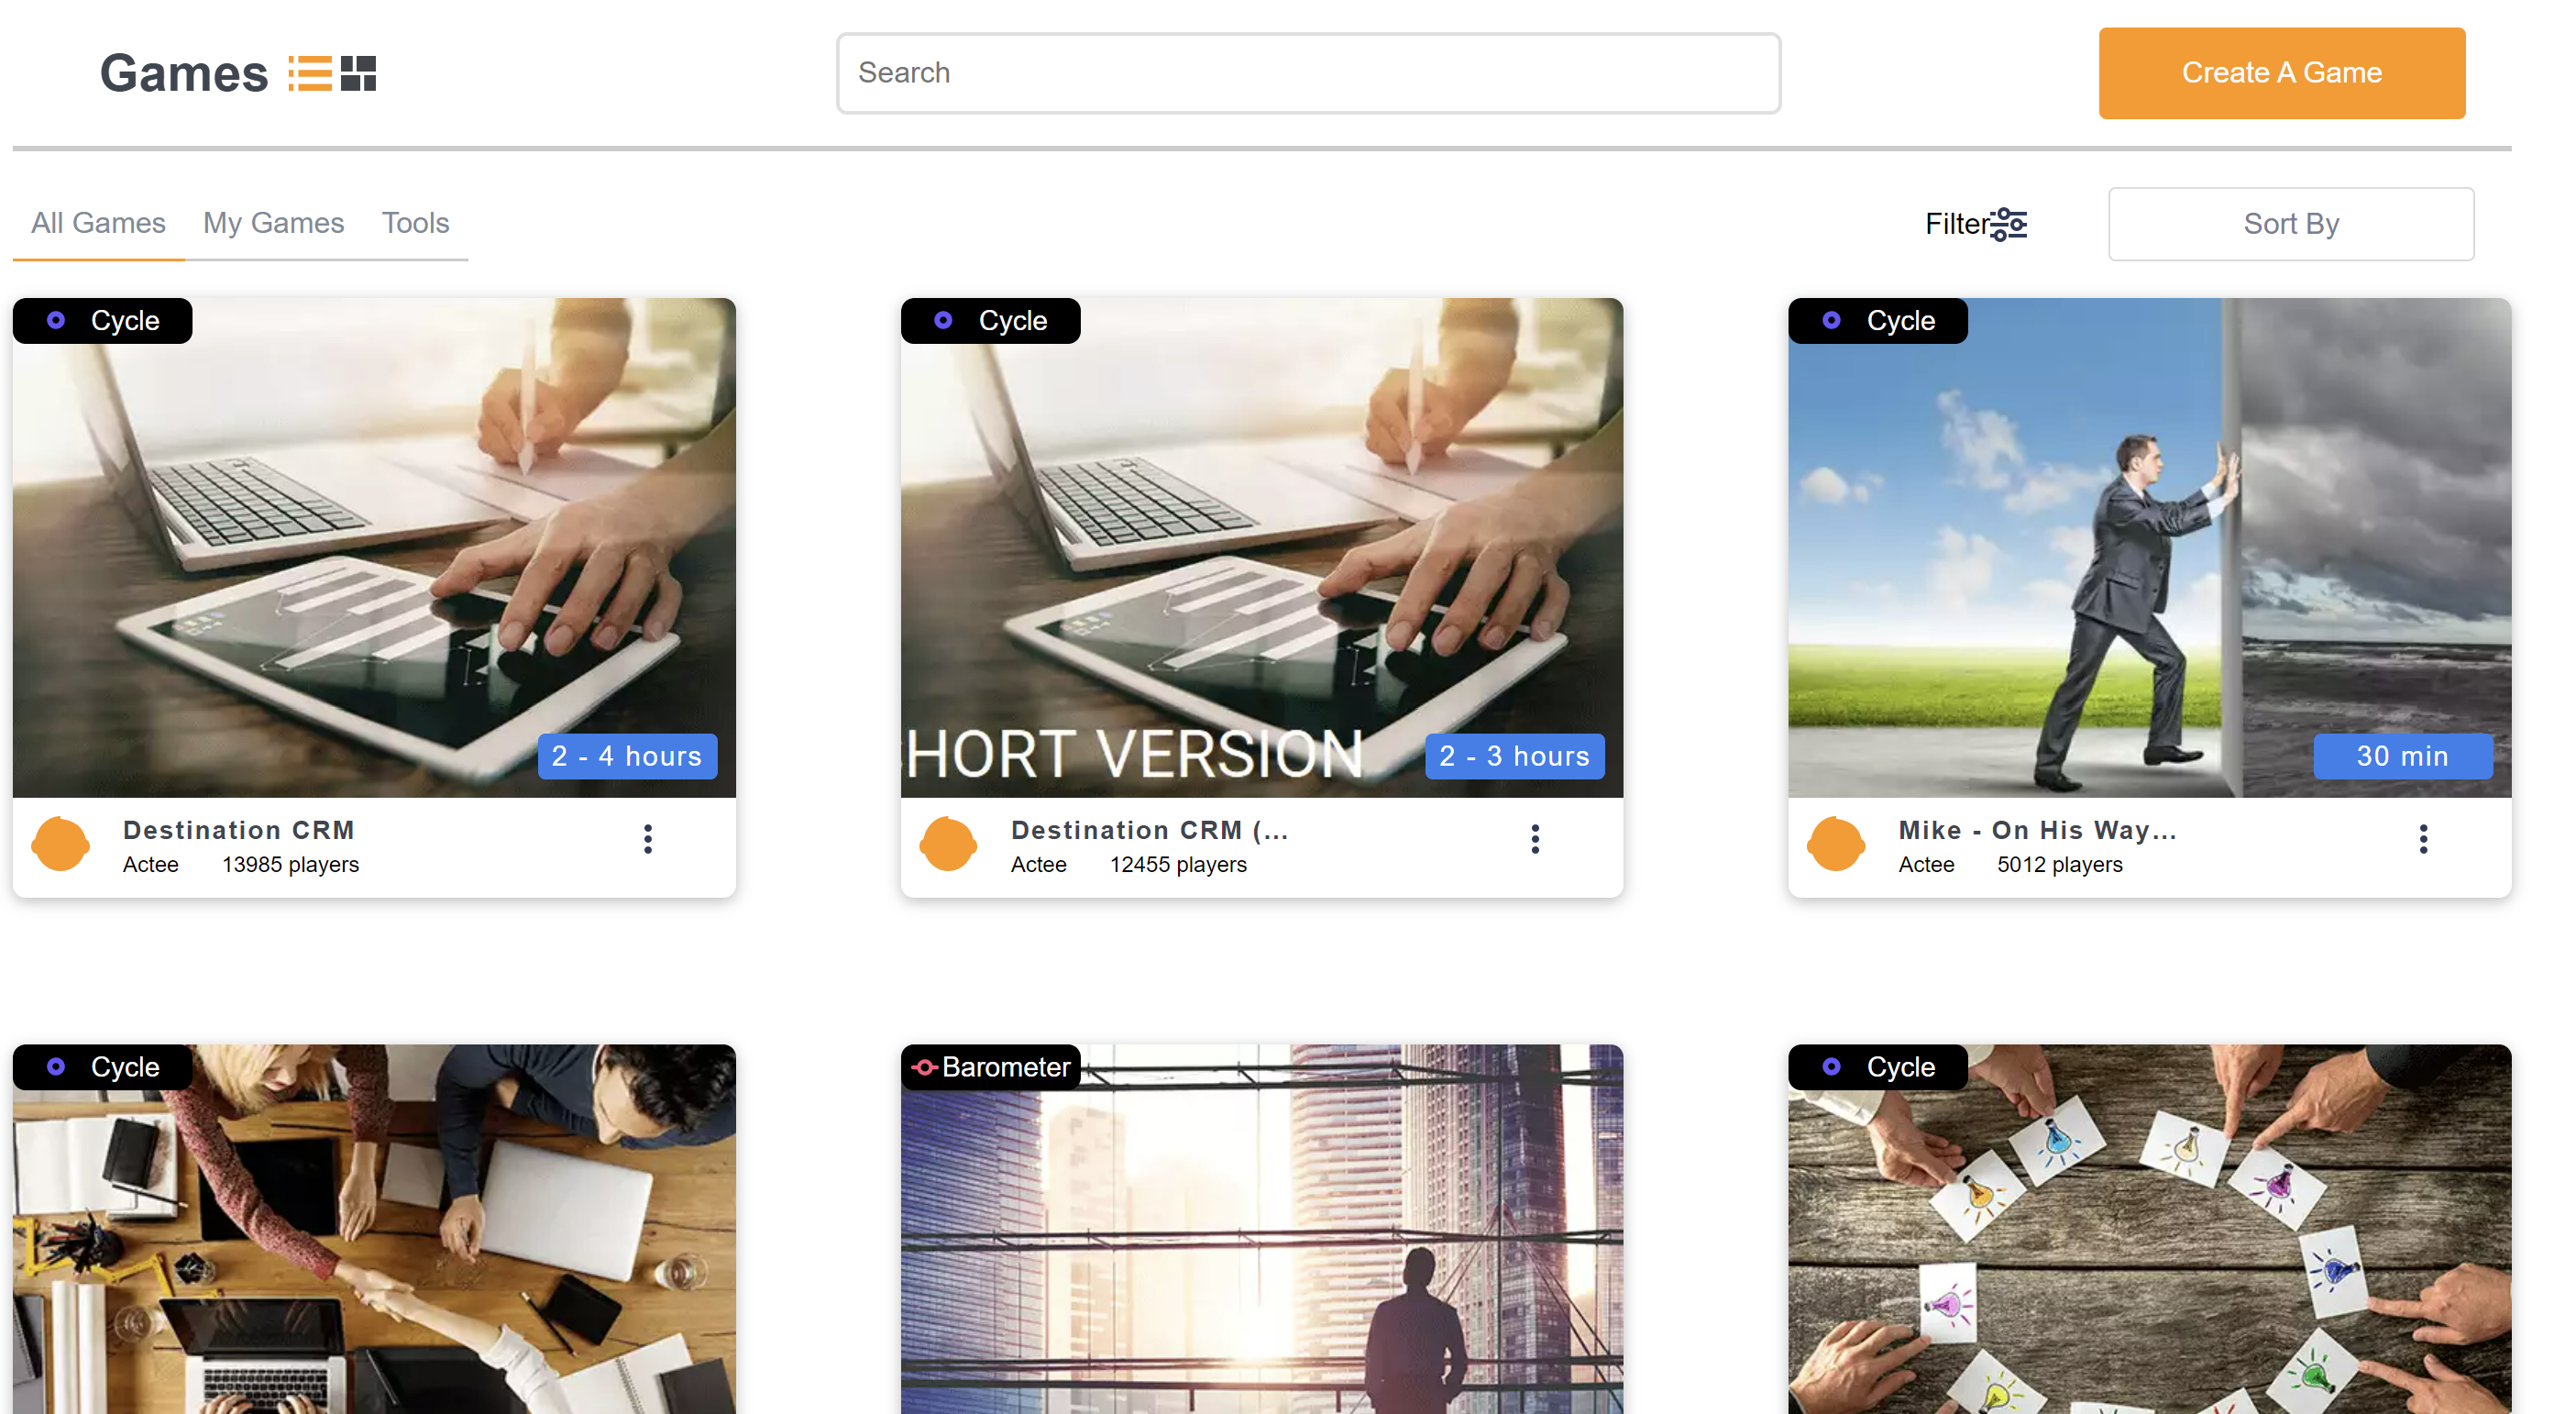 Games
Search
Create A Game
All Games My Games Tools
Filter
Sort By
Cycle
Cycle
Cycle
2 - 4 hours
HORT VERSION
2 - 3 hours
30 min
Destination CRM
Actee 13985 players
Destination CRM (...
Actee 12455 players
Mike - On His Way...
Actee 5012 players
Cycle
Barometer
Cycle